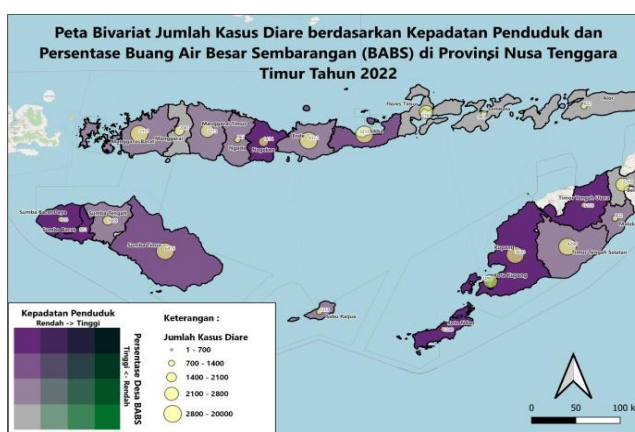 Peta Bivariat Jumlah Kasus Diare berdasarkan Kepadatan Penduduk dan
Persentase Buang Air Besar Sembarangan (BABS) di Provinsi Nusa Tenggara
Timur Tahun 2022
Flores Timur
Lembata
Alor
Manggarai Barat
Manggarai
Manggarai Timur
Ngada
Nagekeo
Ende
Sumba Barat Daya
Sumba Barat
Sumba Tengah
Sumba Timur
Timor Tengah Utara
Kupang
Kota Kupang
Timor Tengah Selatan
Sabu Raijua
Rote Ndao
Kepadatan Penduduk
Rendah -> Tinggi
Persentase Desa BABS
Tinggi <- Rendah
Keterangan :
Jumlah Kasus Diare
1 - 700
700 - 1400
1400 - 2100
2100 - 2800
2800 - 20000
0 50 100 k